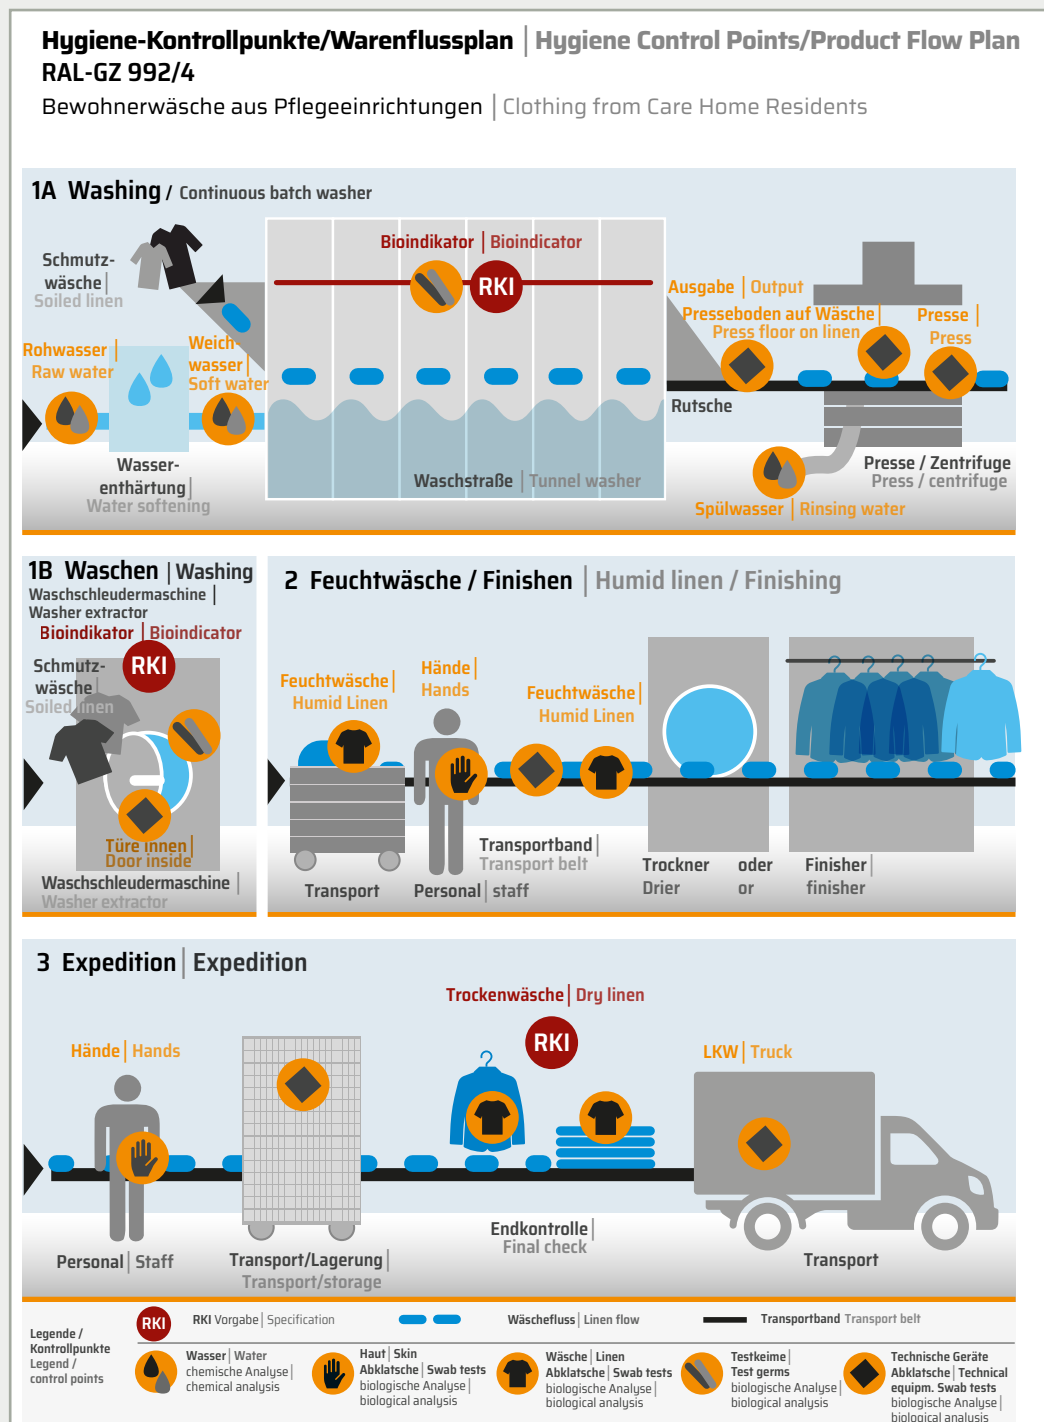 Hygiene-Kontrollpunkte/Warenflussplan | Hygiene Control Points/Product Flow Plan
RAL-GZ 992/4
Bewohnerwäsche aus Pflegeeinrichtungen | Clothing from Care Home Residents
1A Washing / Continuous batch washer
Schmutz-
wäsche |
Soiled linen
Bioindikator | Bioindicator
RKI
Ausgabe | Output
Presseboden auf Wäsche |
Press floor on linen
Presse |
Press
Rohwasser |
Raw water
Weich
wasser |
Soft water
Rutsche
Wasser-
enthärtung |
Water softening
Waschstraße | Tunnel washer
Presse / Zentrifuge
Press / centrifuge
Spülwasser | Rinsing water
1B Waschen | Washing
Waschschleudermaschine |
Washer extractor
Bioindikator | Bioindicator
RKI
Schmutz-
wäsche |
Soiled linen
Türe innen |
Door inside
Waschschleudermaschine |
Washer extractor
2 Feuchtwäsche / Finishen | Humid linen / Finishing
Feuchtwäsche |
Humid Linen
Hände |
Hands
Feuchtwäsche |
Humid Linen
Transport
Personal | staff
Transportband |
Transport belt
Trockner oder Finisher |
Drier or finisher
3 Expedition | Expedition
Trockenwäsche | Dry linen
RKI
Hände | Hands
LKW | Truck
Personal | Staff
Transport/Lagerung |
Transport/storage
Endkontrolle |
Final check
Transport
Legende /
Kontrollpunkte
Legend /
control points
RKI
RKI Vorgabe | Specification
Wäschefluss | Linen flow
Transportband Transport belt
Wasser | Water
chemische Analyse |
chemical analysis
Haut | Skin
Abklatsche | Swab tests
biologische Analyse |
biological analysis
Wäsche | Linen
Abklatsche | Swab tests
biologische Analyse |
biological analysis
Testkeime |
Test germs
biologische Analyse |
biological analysis
Technische Geräte
Abklatsche | Technical
equipm. Swab tests
biologische Analyse |
biological analysis